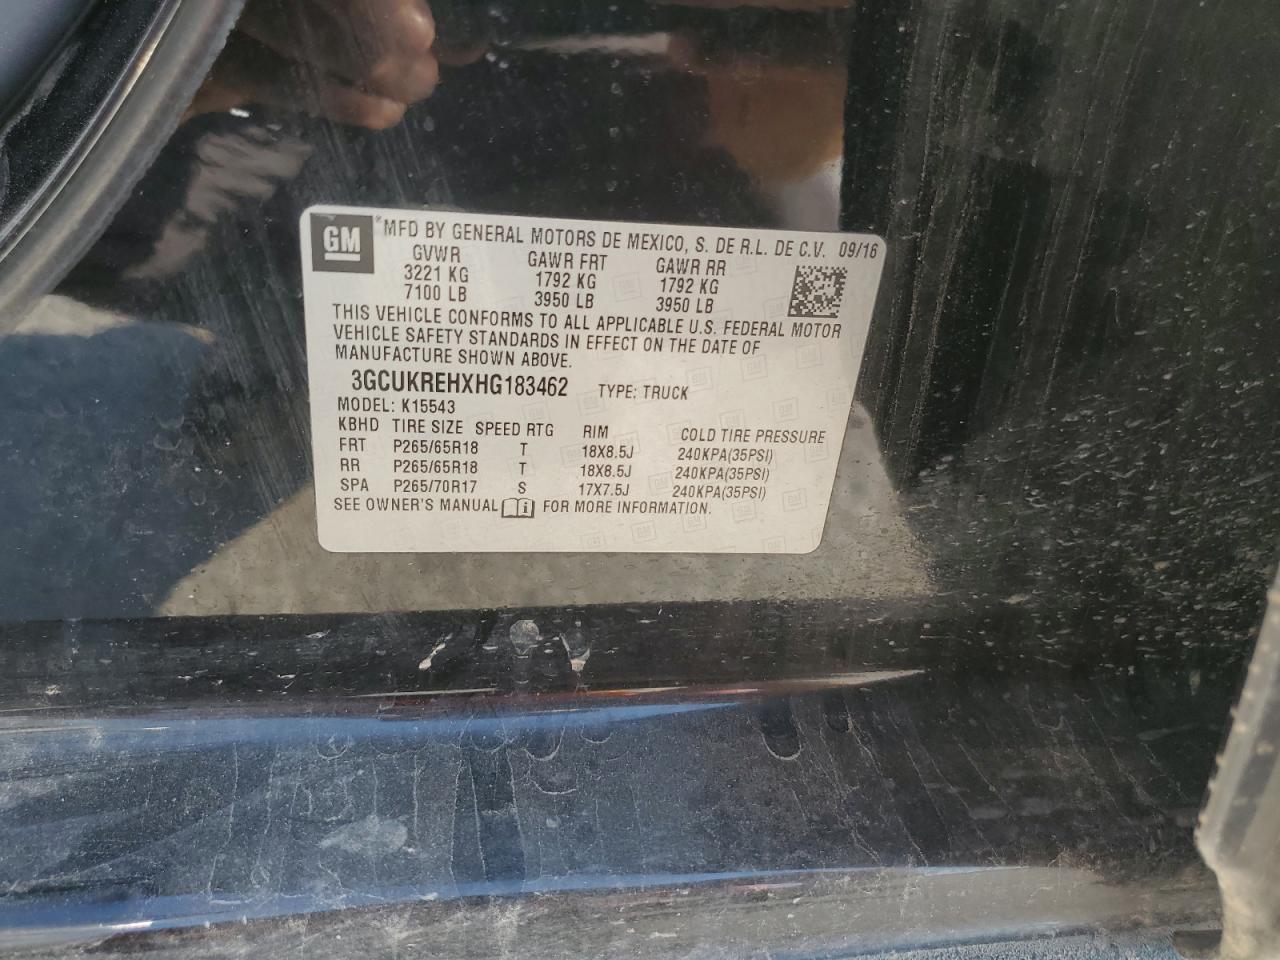 GM ® MFD BY GENERAL MOTORS DE MEXICO, S. DE R.L. DE C.V. 09/16
GVWR GAWR FRT GAWR RR
3221 KG 1792 KG 1792 KG
7100 LB 3950 LB 3950 LB
THIS VEHICLE CONFORMS TO ALL APPLICABLE U.S. FEDERAL MOTOR
VEHICLE SAFETY STANDARDS IN EFFECT ON THE DATE OF
MANUFACTURE SHOWN ABOVE.
3GCUKREHXHG183462 TYPE: TRUCK
MODEL: K15543
KBHD TIRE SIZE SPEED RTG RIM COLD TIRE PRESSURE
FRT P265/65R18 T 18X8.5J 240KPA(35PSI)
RR P265/65R18 T 18X8.5J 240KPA(35PSI)
SPA P265/70R17 S 17X7.5J 240KPA(35PSI)
SEE OWNER'S MANUAL i FOR MORE INFORMATION.